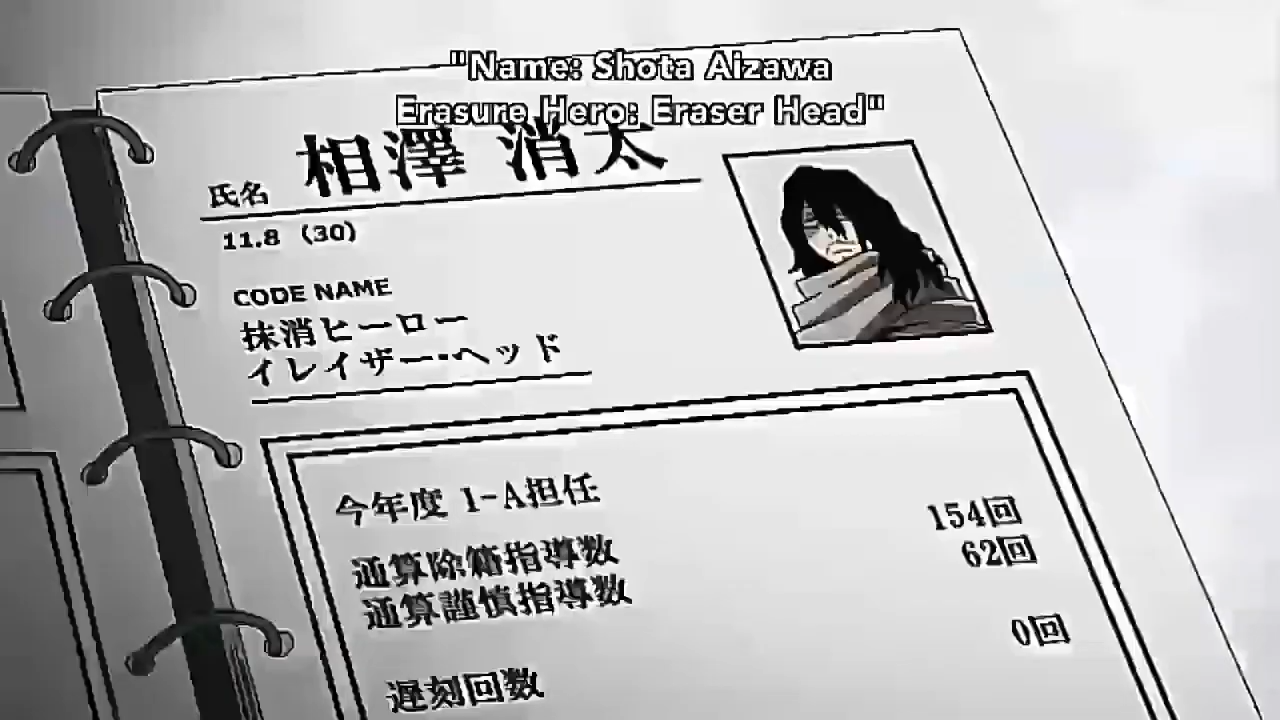 "Name: Shota Aizawa
Erasure Hero: Eraser Head"
氏名 相澤 消太
11.8 (30)
CODE NAME
抹消ヒーロー
イレイザー・ヘッド
今年度 1-A担任
通算除籍指導数 154回
通算謹慎指導数 62回
遅刻回数 0回